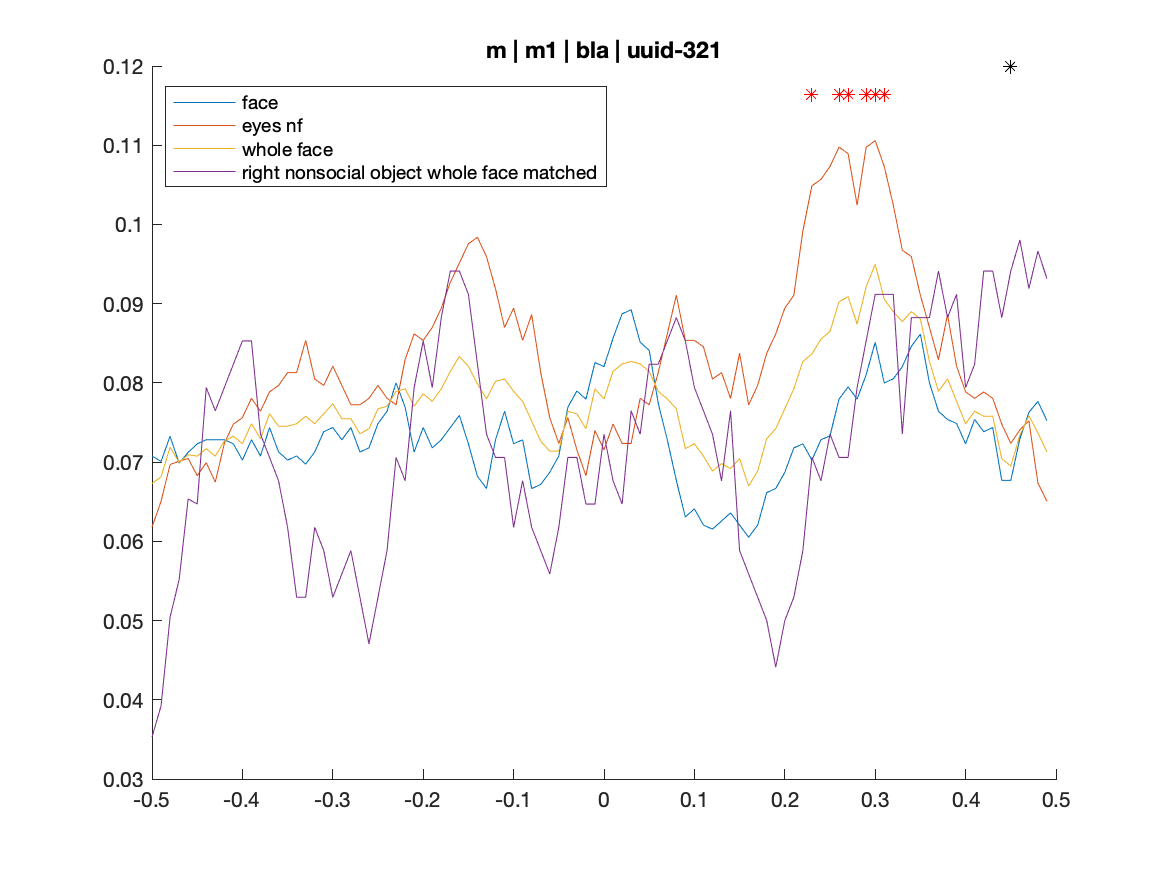 m | m1 | bla | uuid-321
0.12
0.11
0.1
0.09
0.08
0.07
0.06
0.05
0.04
0.03
face
eyes nf
whole face
right nonsocial object whole face matched
-0.5 -0.4 -0.3 -0.2 -0.1 0 0.1 0.2 0.3 0.4 0.5